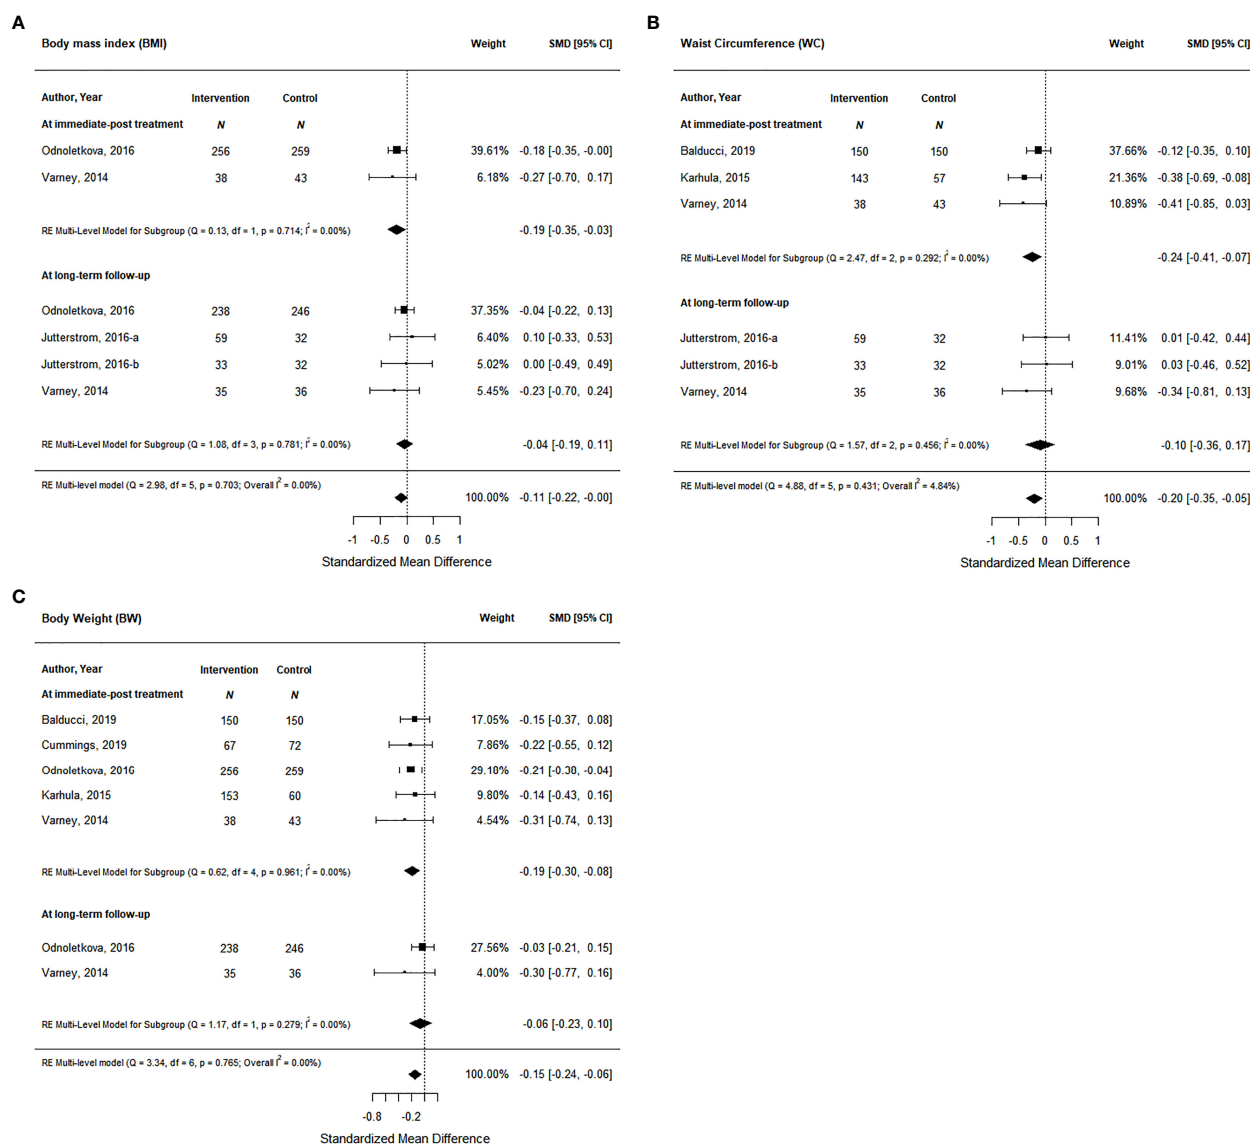 A
Body mass index (BMI) Weight SMD [95% CI]
Author, Year Intervention Control
At immediate-post treatment N N
Odnoletkova, 2016 256 259 39.61% -0.18 [-0.35, -0.00]
Varney, 2014 38 43 6.18% -0.27 [-0.70, 0.17]
RE Multi-Level Model for Subgroup (Q = 0.13, df = 1, p = 0.714; I² = 0.00%) -0.19 [-0.35, -0.03]
At long-term follow-up
Odnoletkova, 2016 238 246 37.35% -0.04 [-0.22, 0.13]
Jutterstrom, 2016-a 59 32 6.40% 0.10 [-0.33, 0.53]
Jutterstrom, 2016-b 33 32 5.02% 0.00 [-0.49, 0.49]
Varney, 2014 35 36 5.45% -0.23 [-0.70, 0.24]
RE Multi-Level Model for Subgroup (Q = 1.08, df = 3, p = 0.781; I² = 0.00%) -0.04 [-0.19, 0.11]
RE Multi-level model (Q = 2.98, df = 5, p = 0.703; Overall I² = 0.00%)
100.00% -0.11 [-0.22, -0.00]
-1 -0.5 0 0.5 1
Standardized Mean Difference
B
Waist Circumference (WC) Weight SMD [95% CI]
Author, Year Intervention Control
At immediate-post treatment N N
Balducci, 2019 150 150 37.66% -0.12 [-0.35, 0.10]
Karhula, 2015 143 57 21.36% -0.38 [-0.69, -0.08]
Varney, 2014 38 43 10.89% -0.41 [-0.85, 0.03]
RE Multi-Level Model for Subgroup (Q = 2.47, df = 2, p = 0.292; I² = 0.00%) -0.24 [-0.41, -0.07]
At long-term follow-up
Jutterstrom, 2016-a 59 32 11.41% 0.01 [-0.42, 0.44]
Jutterstrom, 2016-b 33 32 9.01% 0.03 [-0.46, 0.52]
Varney, 2014 35 36 9.68% -0.34 [-0.81, 0.13]
RE Multi-Level Model for Subgroup (Q = 1.57, df = 2, p = 0.456; I² = 0.00%) -0.10 [-0.36, 0.17]
RE Multi-level model (Q = 4.88, df = 5, p = 0.431; Overall I² = 4.84%)
100.00% -0.20 [-0.35, -0.05]
-1 -0.5 0 0.5 1
Standardized Mean Difference
C
Body Weight (BW) Weight SMD [95% CI]
Author, Year Intervention Control
At immediate-post treatment N N
Balducci, 2019 150 150 17.05% -0.15 [-0.37, 0.08]
Cummings, 2019 67 72 7.86% -0.22 [-0.55, 0.12]
Odnoletkova, 2016 256 259 29.10% -0.21 [-0.30, -0.04]
Karhula, 2015 153 60 9.80% -0.14 [-0.43, 0.16]
Varney, 2014 38 43 4.54% -0.31 [-0.74, 0.13]
RE Multi-Level Model for Subgroup (Q = 0.62, df = 4, p = 0.961; I² = 0.00%) -0.19 [-0.30, -0.08]
At long-term follow-up
Odnoletkova, 2016 238 246 27.56% -0.03 [-0.21, 0.15]
Varney, 2014 35 36 4.00% -0.30 [-0.77, 0.16]
RE Multi-Level Model for Subgroup (Q = 1.17, df = 1, p = 0.279; I² = 0.00%) -0.06 [-0.23, 0.10]
RE Multi-level model (Q = 3.34, df = 6, p = 0.765; Overall I² = 0.00%)
100.00% -0.15 [-0.24, -0.06]
-0.8 -0.2
Standardized Mean Difference